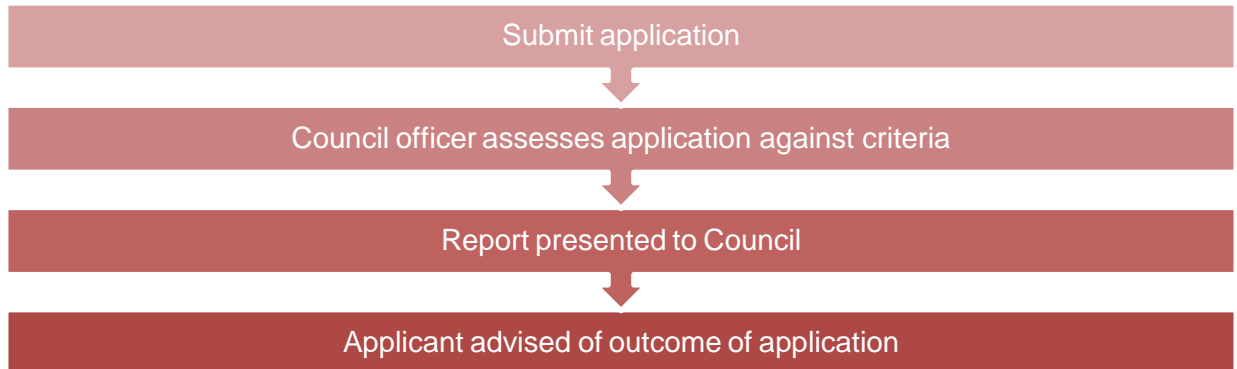 Submit application
Council officer assesses application against criteria
Report presented to Council
Applicant advised of outcome of application